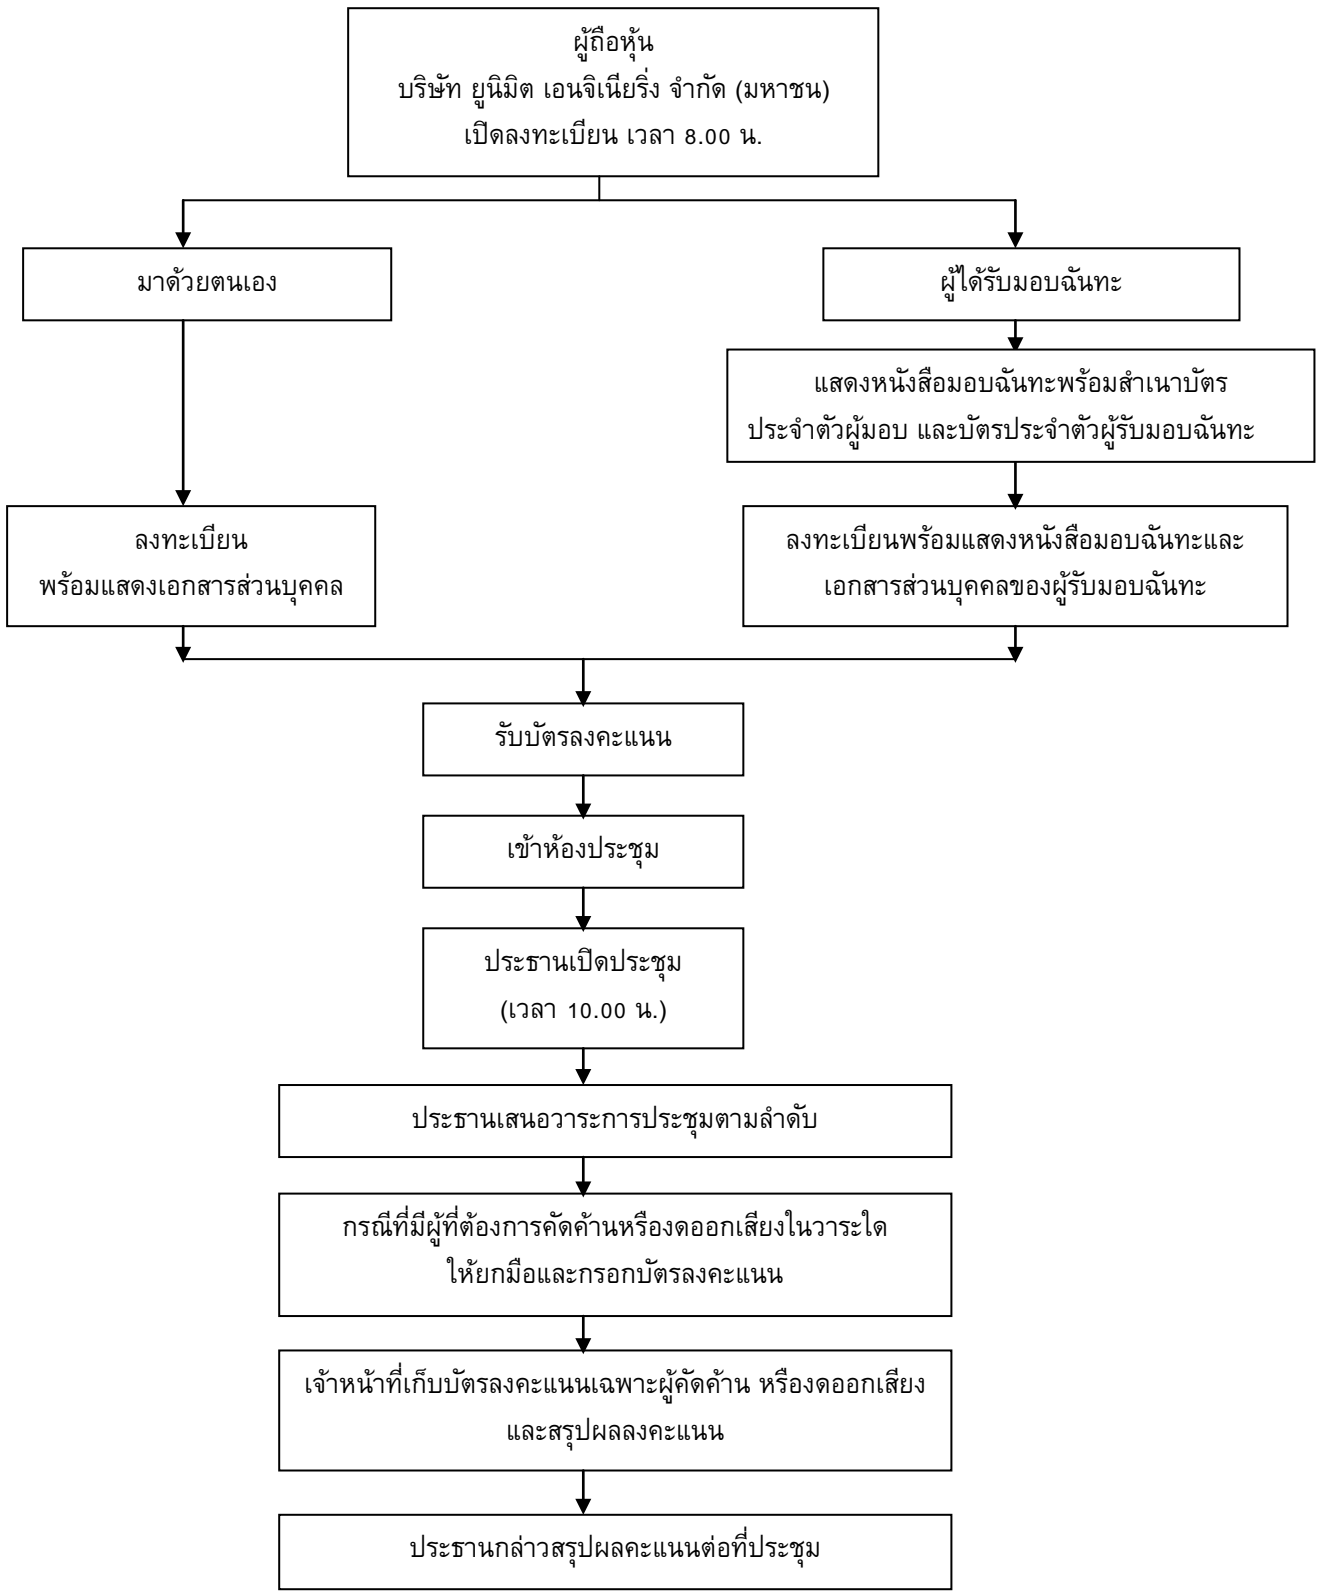 ผู้ถือหุ้น
บริษัท ยูนิมิต เอนจิเนียริ่ง จำกัด (มหาชน)
เปิดลงทะเบียน เวลา 8.00 น.
มาด้วยตนเอง
ผู้ได้รับมอบฉันทะ
แสดงหนังสือมอบฉันทะพร้อมสำเนาบัตร
ประจำตัวผู้มอบ และบัตรประจำตัวผู้รับมอบฉันทะ
ลงทะเบียน
พร้อมแสดงเอกสารส่วนบุคคล
ลงทะเบียนพร้อมแสดงหนังสือมอบฉันทะและ
เอกสารส่วนบุคคลของผู้รับมอบฉันทะ
รับบัตรลงคะแนน
เข้าห้องประชุม
ประธานเปิดประชุม
(เวลา 10.00 น.)
ประธานเสนอวาระการประชุมตามลำดับ
กรณีที่มีผู้ที่ต้องการคัดค้านหรืองดออกเสียงในวาระใด
ให้ยกมือและกรอกบัตรลงคะแนน
เจ้าหน้าที่เก็บบัตรลงคะแนนเฉพาะผู้คัดค้าน หรืองดออกเสียง
และสรุปผลลงคะแนน
ประธานกล่าวสรุปผลคะแนนต่อที่ประชุม